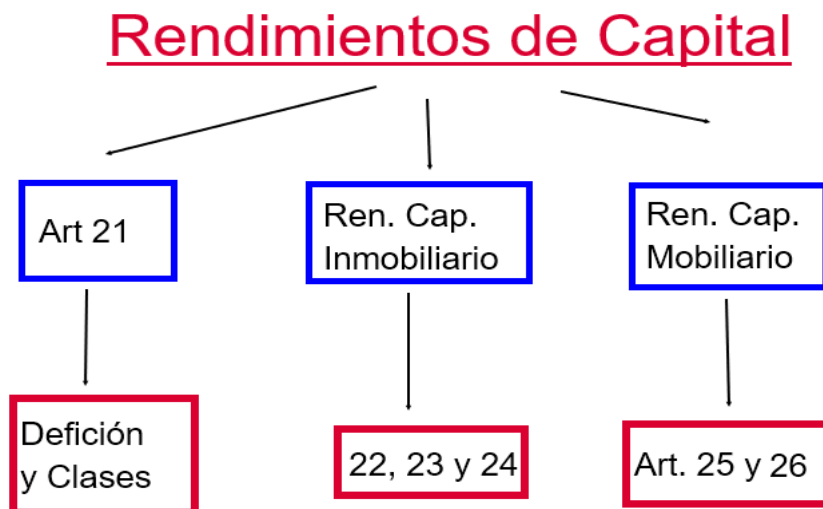 Rendimientos de Capital
Art 21
Ren. Cap.
Inmobiliario
Ren. Cap.
Mobiliario
Defición
y Clases
22, 23 y 24
Art. 25 y 26